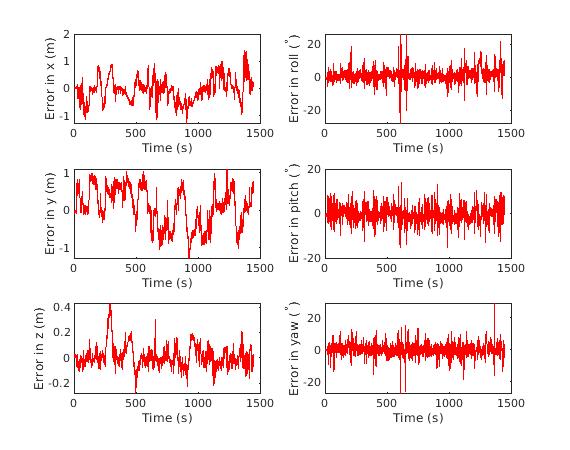 2
1
0
-1
Error in x (m)
0 500 1000 1500
Time (s)
20
0
-20
Error in roll (°)
0 500 1000 1500
Time (s)
1
0
-1
Error in y (m)
0 500 1000 1500
Time (s)
20
0
-20
Error in pitch (°)
0 500 1000 1500
Time (s)
0.4
0.2
0
-0.2
Error in z (m)
0 500 1000 1500
Time (s)
20
0
-20
Error in yaw (°)
0 500 1000 1500
Time (s)